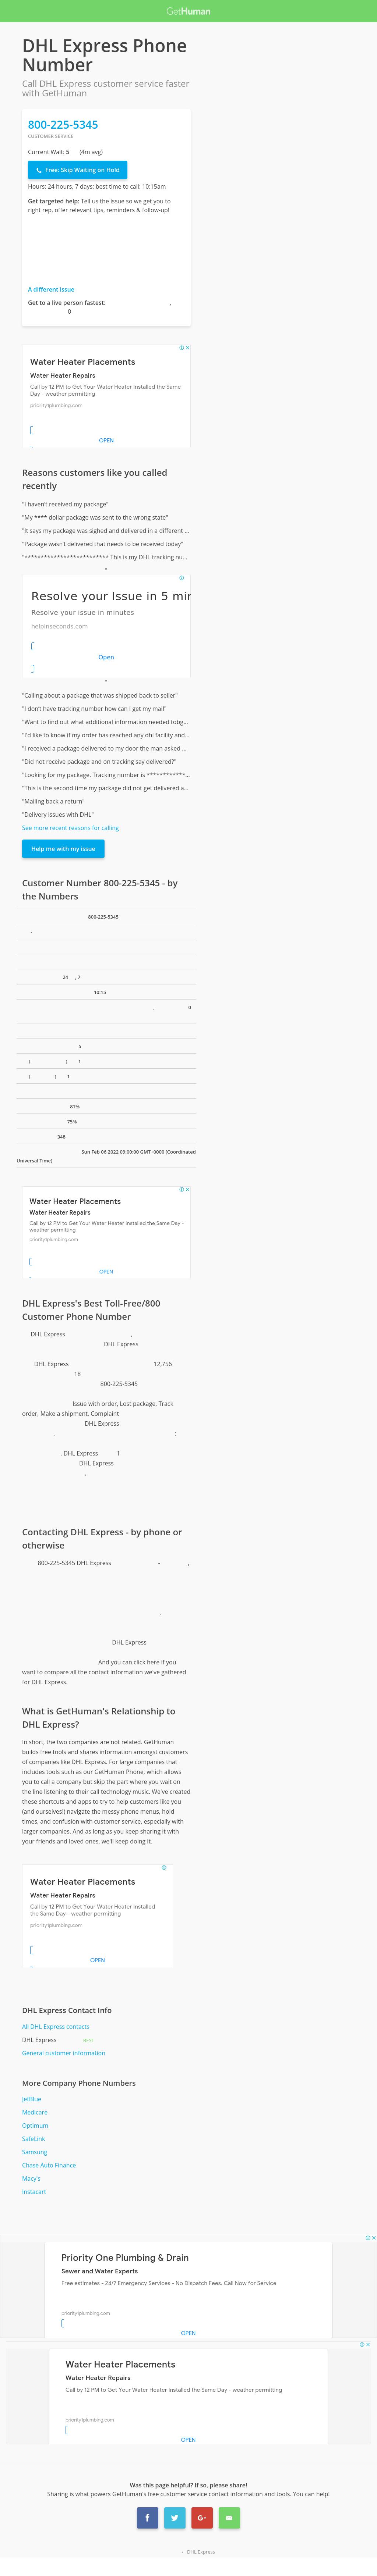 GetHuman
DHL Express Phone
Number
Call DHL Express customer service faster
with GetHuman
800-225-5345
CUSTOMER SERVICE
Current Wait: 5 (4m avg)
Free: Skip Waiting on Hold
Hours: 24 hours, 7 days; best time to call: 10:15am
Get targeted help: Tell us the issue so we get you to
right rep, offer relevant tips, reminders & follow-up!
A different issue
Get to a live person fastest: ,
0
Water Heater Placements
Water Heater Repairs
Call by 12 PM to Get Your Water Heater Installed the Same
Day - weather permitting
priority1plumbing.com
OPEN
Reasons customers like you called
recently
"I haven't received my package"
"My **** dollar package was sent to the wrong state"
"It says my package was sighed and delivered in a different ...
"Package wasn't delivered that needs to be received today"
"************************** This is my DHL tracking nu...
"
Resolve your Issue in 5 min
Resolve your issue in minutes
helpinseconds.com
Open
"
"Calling about a package that was shipped back to seller"
"I don't have tracking number how can I get my mail"
"Want to find out what additional information needed tobg...
"I'd like to know if my order has reached any dhl facility and...
"I received a package delivered to my door the man asked ...
"Did not receive package and on tracking say delivered?"
"Looking for my package. Tracking number is ************...
"This is the second time my package did not get delivered a...
"Mailing back a return"
"Delivery issues with DHL"
See more recent reasons for calling
Help me with my issue
Customer Number 800-225-5345 - by
the Numbers
800-225-5345
-
24 , 7
10:15
, 0
5
( ) 1
( ) 1
81%
75%
348
Sun Feb 06 2022 09:00:00 GMT+0000 (Coordinated
Universal Time)
Water Heater Placements
Water Heater Repairs
Call by 12 PM to Get Your Water Heater Installed the Same Day -
weather permitting
priority1plumbing.com
OPEN
DHL Express's Best Toll-Free/800
Customer Phone Number
DHL Express ,
DHL Express
DHL Express 12,756
18
800-225-5345
Issue with order, Lost package, Track
order, Make a shipment, Complaint
DHL Express
, ;
, DHL Express 1
DHL Express
,
Contacting DHL Express - by phone or
otherwise
800-225-5345 DHL Express - ,
,
DHL Express
And you can click here if you
want to compare all the contact information we've gathered
for DHL Express.
What is GetHuman's Relationship to
DHL Express?
In short, the two companies are not related. GetHuman
builds free tools and shares information amongst customers
of companies like DHL Express. For large companies that
includes tools such as our GetHuman Phone, which allows
you to call a company but skip the part where you wait on
the line listening to their call technology music. We've created
these shortcuts and apps to try to help customers like you
(and ourselves!) navigate the messy phone menus, hold
times, and confusion with customer service, especially with
larger companies. And as long as you keep sharing it with
your friends and loved ones, we'll keep doing it.
Water Heater Placements
Water Heater Repairs
Call by 12 PM to Get Your Water Heater Installed
the Same Day - weather permitting
priority1plumbing.com
OPEN
DHL Express Contact Info
All DHL Express contacts
DHL Express BEST
General customer information
More Company Phone Numbers
JetBlue
Medicare
Optimum
SafeLink
Samsung
Chase Auto Finance
Macy's
Instacart
Priority One Plumbing & Drain
Sewer and Water Experts
Free estimates - 24/7 Emergency Services - No Dispatch Fees. Call Now for Service
priority1plumbing.com
OPEN
Water Heater Placements
Water Heater Repairs
Call by 12 PM to Get Your Water Heater Installed the Same Day - weather permitting
priority1plumbing.com
OPEN
Was this page helpful? If so, please share!
Sharing is what powers GetHuman's free customer service contact information and tools. You can help!
DHL Express